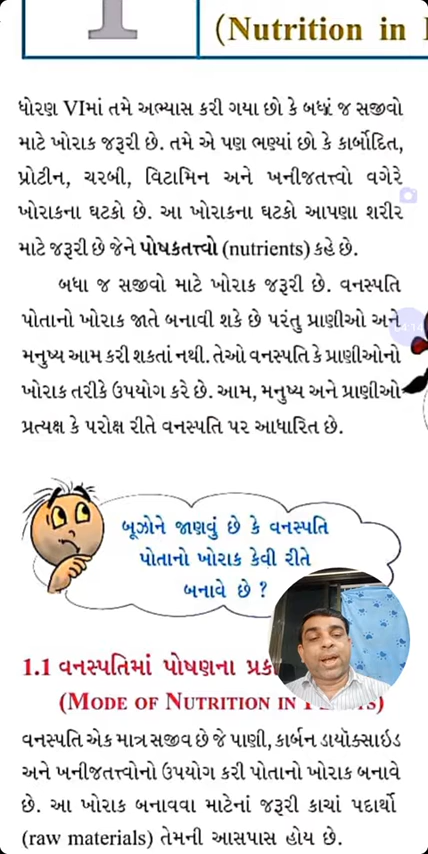 1
(Nutrition in
ધોરણ VIમાં તમે અભ્યાસ કરી ગયા છો કે બધાં જ સજીવો
માટે ખોરાક જરૂરી છે. તમે એ પણ ભણ્યાં છો કે કાર્બોદિત,
પ્રોટીન, ચરબી, વિટામિન અને ખનીજતત્ત્વો વગેરે
ખોરાકના ઘટકો છે. આ ખોરાકના ઘટકો આપણા શરીર
માટે જરૂરી છે જેને પોષકતત્ત્વો (nutrients) કહે છે.
બધા જ સજીવો માટે ખોરાક જરૂરી છે. વનસ્પતિ
પોતાનો ખોરાક જાતે બનાવી શકે છે પરંતુ પ્રાણીઓ અને
મનુષ્ય આમ કરી શકતાં નથી. તેઓ વનસ્પતિ કે પ્રાણીઓનો
ખોરાક તરીકે ઉપયોગ કરે છે. આમ, મનુષ્ય અને પ્રાણીઓ
પ્રત્યક્ષ કે પરોક્ષ રીતે વનસ્પતિ પર આધારિત છે.
બૂઝોને જાણવું છે કે વનસ્પતિ
પોતાનો ખોરાક કેવી રીતે
બનાવે છે ?
1.1 વનસ્પતિમાં પોષણના
(MODE OF NUTRITION IN
વનસ્પતિ એક માત્ર સજીવ છે જે પાણી, કાર્બન ડાયૉક્સાઇડ
અને ખનીજતત્ત્વોનો ઉપયોગ કરી પોતાનો ખોરાક બનાવે
છે. આ ખોરાક બનાવવા માટેનાં જરૂરી કાચાં પદાર્થો
(raw materials) તેમની આસપાસ હોય છે.